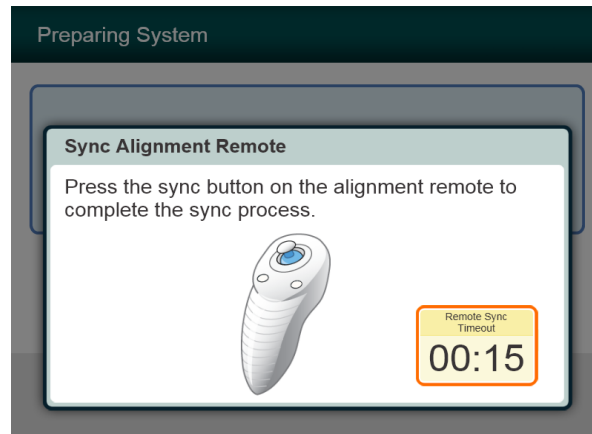 Preparing System
Sync Alignment Remote
Press the sync button on the alignment remote to
complete the sync process.
Remote Sync
Timeout
00:15